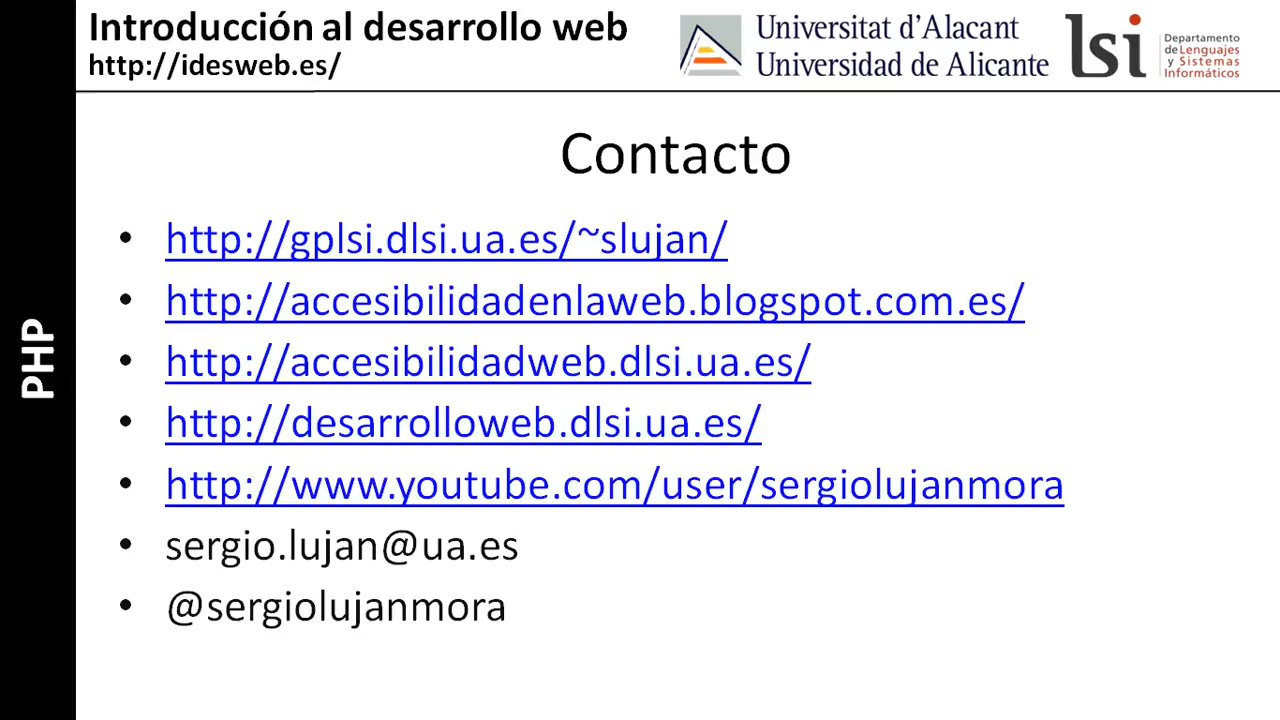 Introducción al desarrollo web
http://idesweb.es/
Universitat d'Alacant
Universidad de Alicante
lsi
Departamento
de Lenguajes
y Sistemas
Informáticos
PHP
Contacto
• http://gplsi.dlsi.ua.es/~slujan/
• http://accesibilidadenlaweb.blogspot.com.es/
• http://accesibilidadweb.dlsi.ua.es/
• http://desarrolloweb.dlsi.ua.es/
• http://www.youtube.com/user/sergiolujanmora
• sergio.lujan@ua.es
• @sergiolujanmora